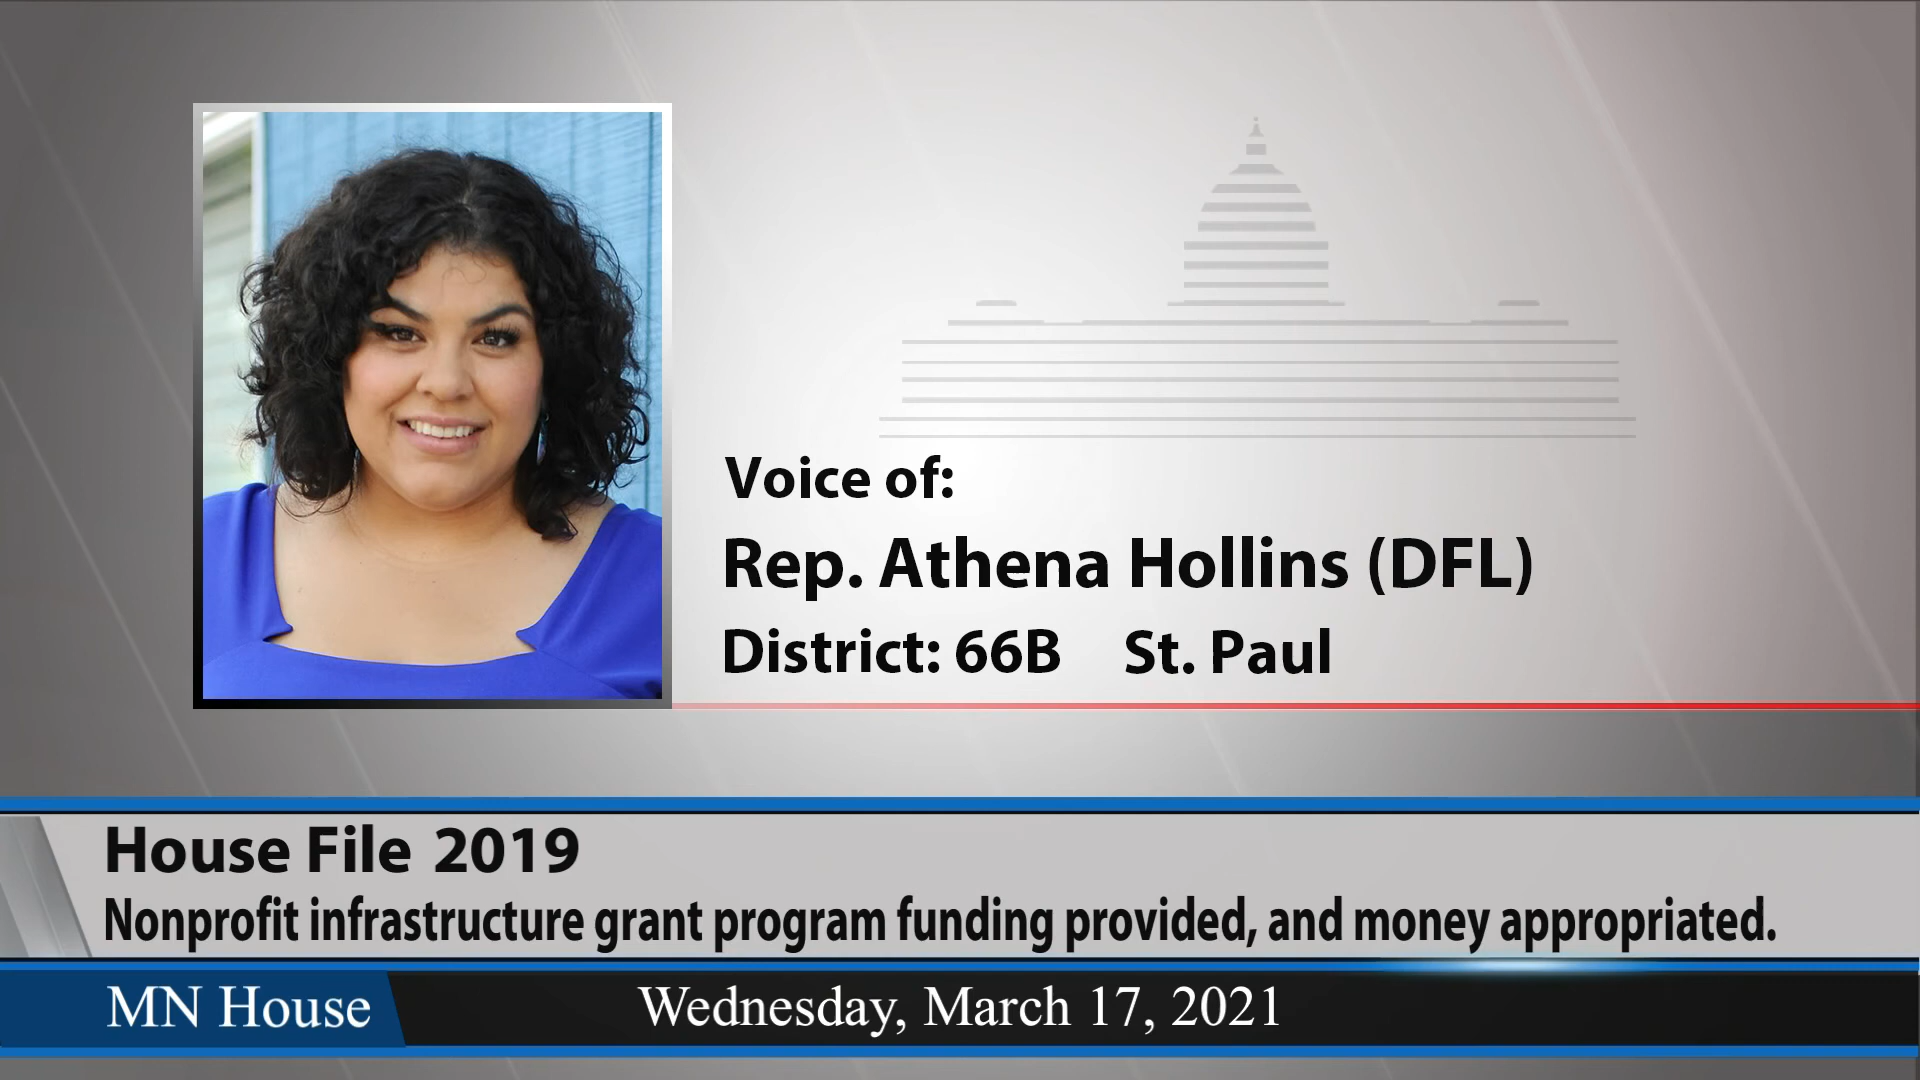 Voice of:
Rep. Athena Hollins (DFL)
District: 66B St. Paul
House File 2019
Nonprofit infrastructure grant program funding provided, and money appropriated.
MN House
Wednesday, March 17, 2021